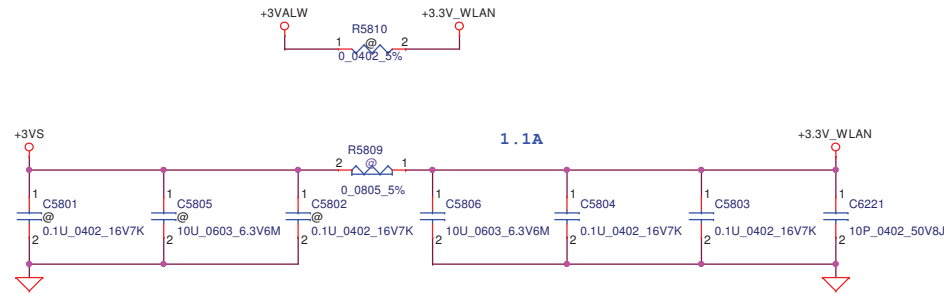 +3VALW
+3.3V_WLAN
R5810
1
@
2
0_0402_5%
+3VS
1.1A
+3.3V_WLAN
R5809
2
@
1
0_0805_5%
1
C5801
@
2
0.1U_0402_16V7K
1
C5805
@
2
10U_0603_6.3V6M
1
C5802
@
2
0.1U_0402_16V7K
1
C5806
2
10U_0603_6.3V6M
1
C5804
2
0.1U_0402_16V7K
1
C5803
2
0.1U_0402_16V7K
1
C6221
2
10P_0402_50V8J